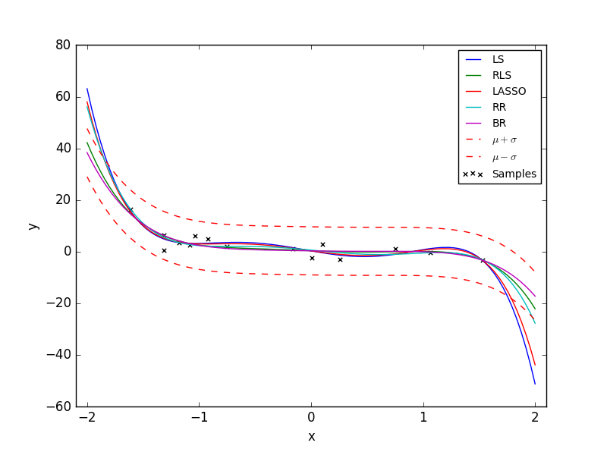 80
60
40
20
0
−20
−40
−60
y
−2
−1
0
1
2
x
LS
RLS
LASSO
RR
BR
μ + σ
μ − σ
Samples